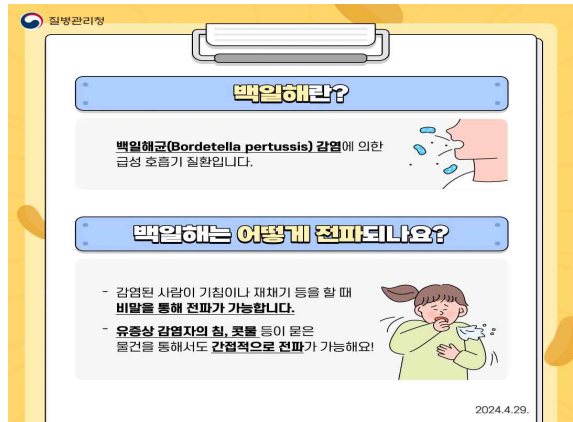 질병관리청
백일해란?
백일해균(Bordetella pertussis) 감염에 의한
급성 호흡기 질환입니다.
백일해는 어떻게 전파되나요?
- 감염된 사람이 기침이나 재채기 등을 할 때
비말을 통해 전파가 가능합니다.
- 유증상 감염자의 침, 콧물 등이 묻은
물건을 통해서도 간접적으로 전파가 가능해요!
2024.4.29.